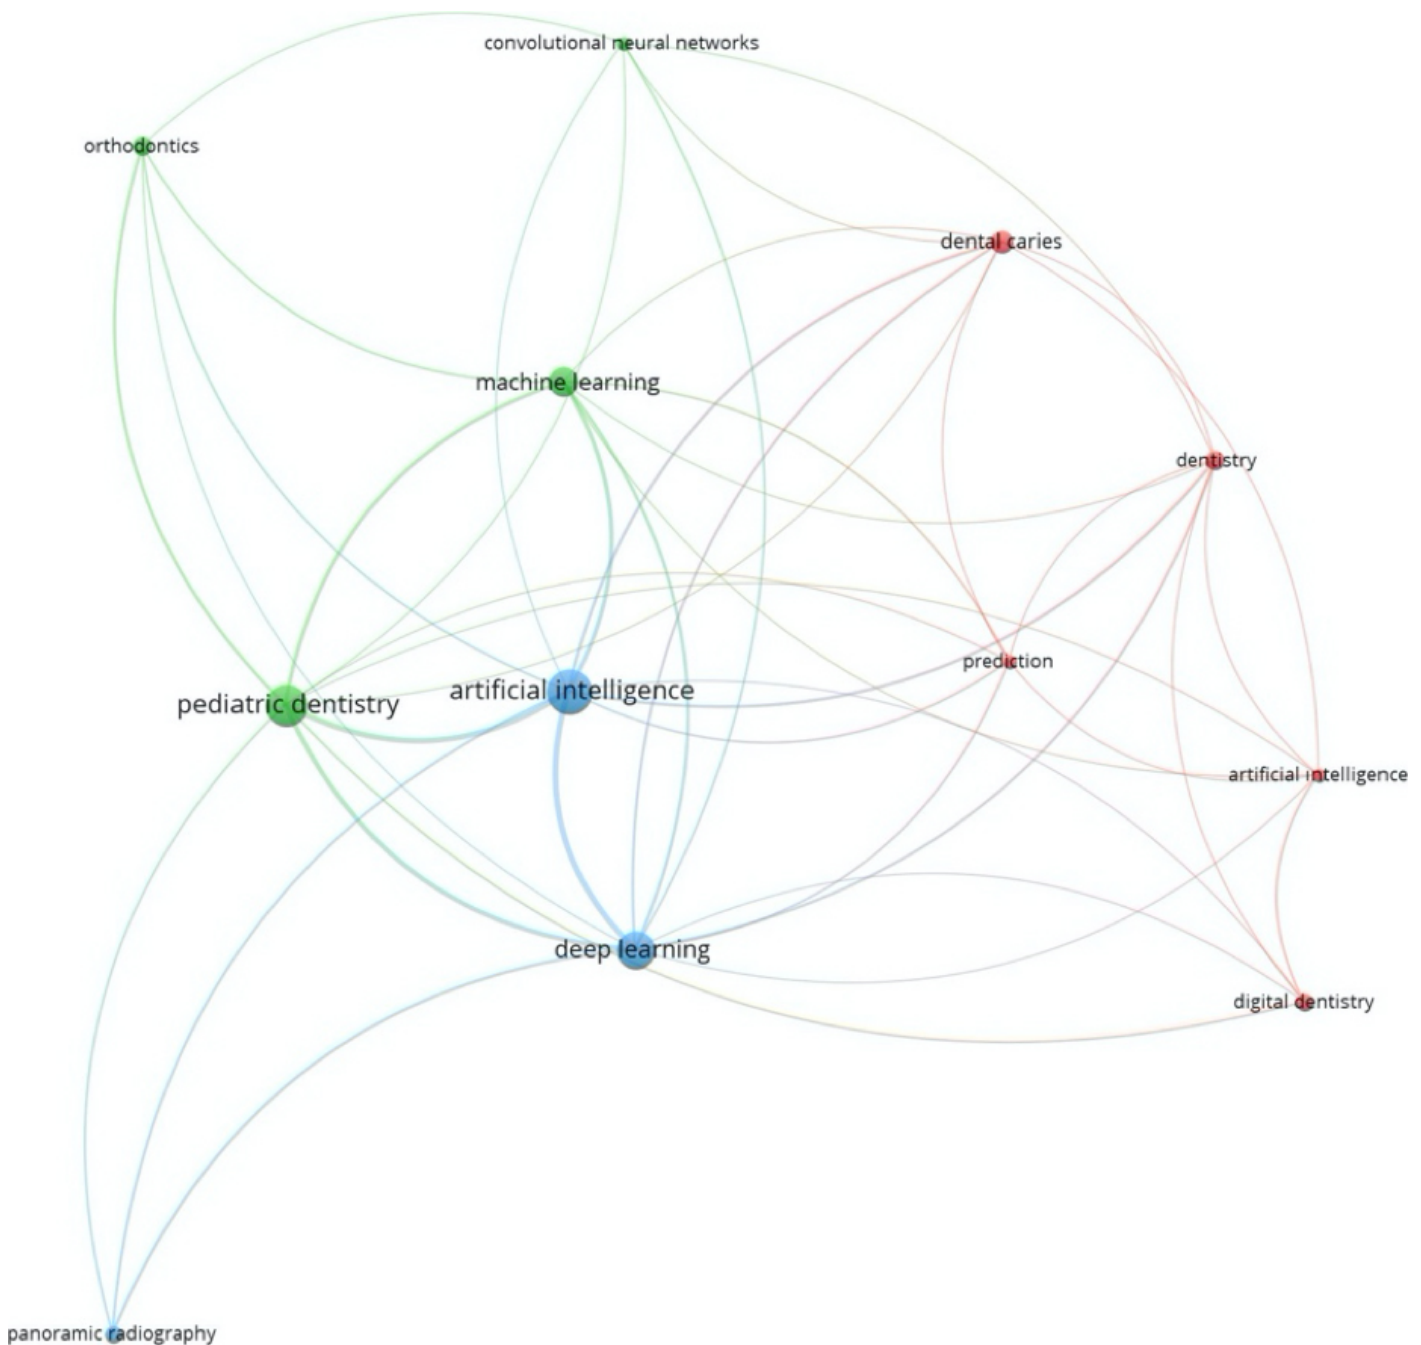 convolutional neural networks
orthodontics
dental caries
machine learning
dentistry
prediction
artificial intelligence
pediatric dentistry
artificial intelligence
deep learning
digital dentistry
panoramic radiography